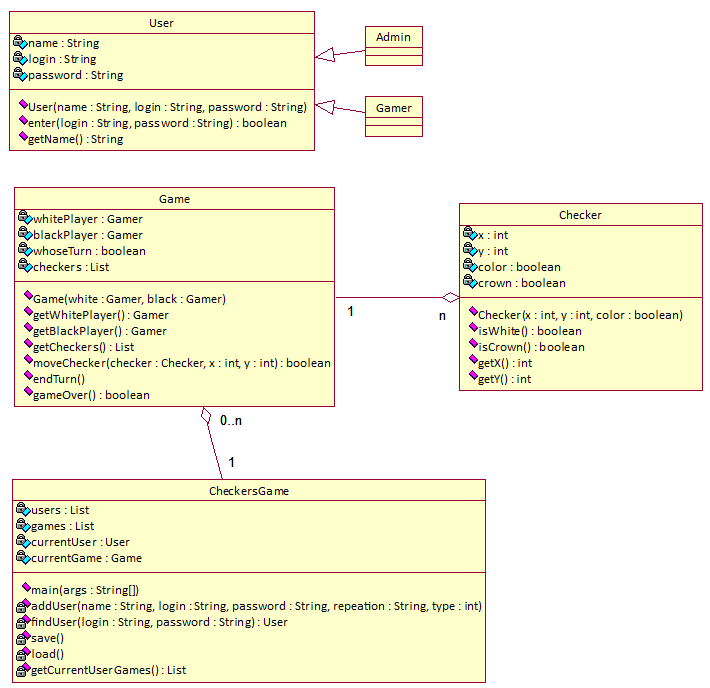 User
name : String
login : String
password : String
User(name : String, login : String, password : String)
enter(login : String, password : String) : boolean
getName() : String
Admin
Gamer
Game
whitePlayer : Gamer
blackPlayer : Gamer
whoseTurn : boolean
checkers : List
Game(white : Gamer, black : Gamer)
getWhitePlayer() : Gamer
getBlackPlayer() : Gamer
getCheckers() : List
moveChecker(checker : Checker, x : int, y : int) : boolean
endTurn()
gameOver() : boolean
1
n
Checker
x : int
y : int
color : boolean
crown : boolean
Checker(x : int, y : int, color : boolean)
isWhite() : boolean
isCrown() : boolean
getX() : int
getY() : int
0..n
1
CheckersGame
users : List
games : List
currentUser : User
currentGame : Game
main(args : String[])
addUser(name : String, login : String, password : String, repeation : String, type : int)
findUser(login : String, password : String) : User
save()
load()
getCurrentUserGames() : List